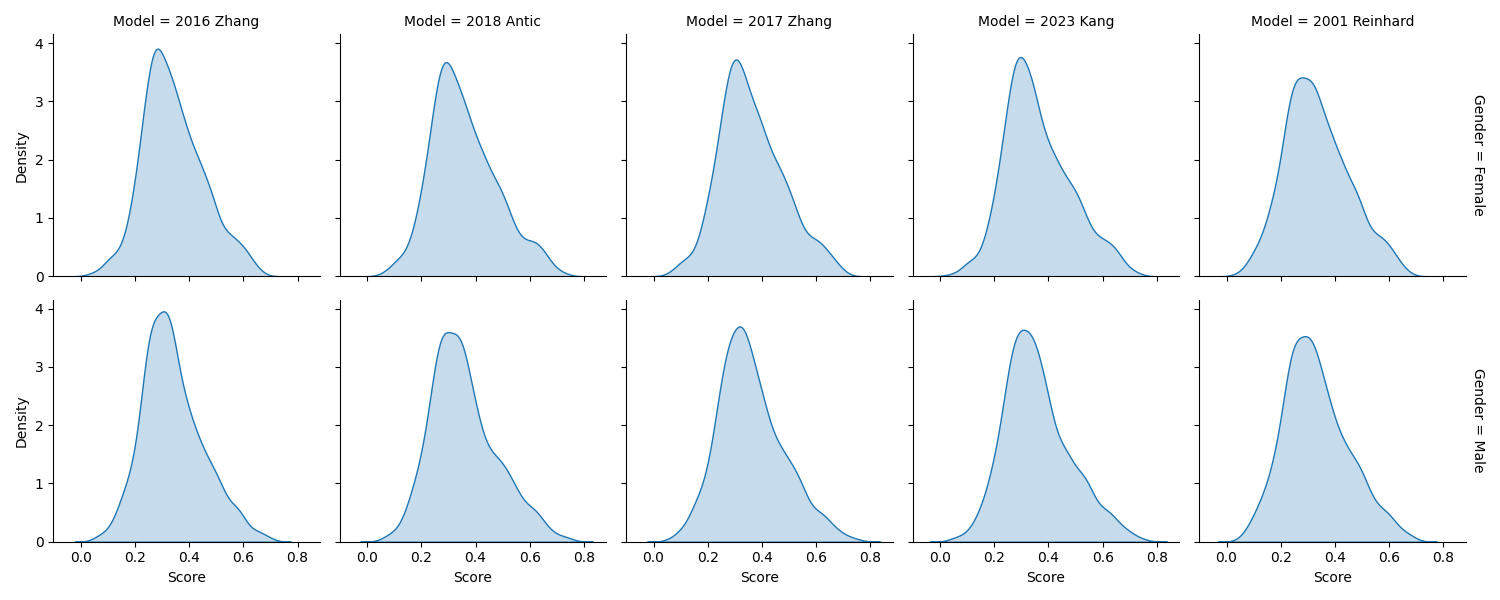 Model = 2016 Zhang
Model = 2018 Antic
Model = 2017 Zhang
Model = 2023 Kang
Model = 2001 Reinhard
4
3
2
1
0
Density
Gender = Female
4
3
2
1
0
Density
Gender = Male
0.0 0.2 0.4 0.6 0.8
0.0 0.2 0.4 0.6 0.8
0.0 0.2 0.4 0.6 0.8
0.0 0.2 0.4 0.6 0.8
0.0 0.2 0.4 0.6 0.8
Score
Score
Score
Score
Score